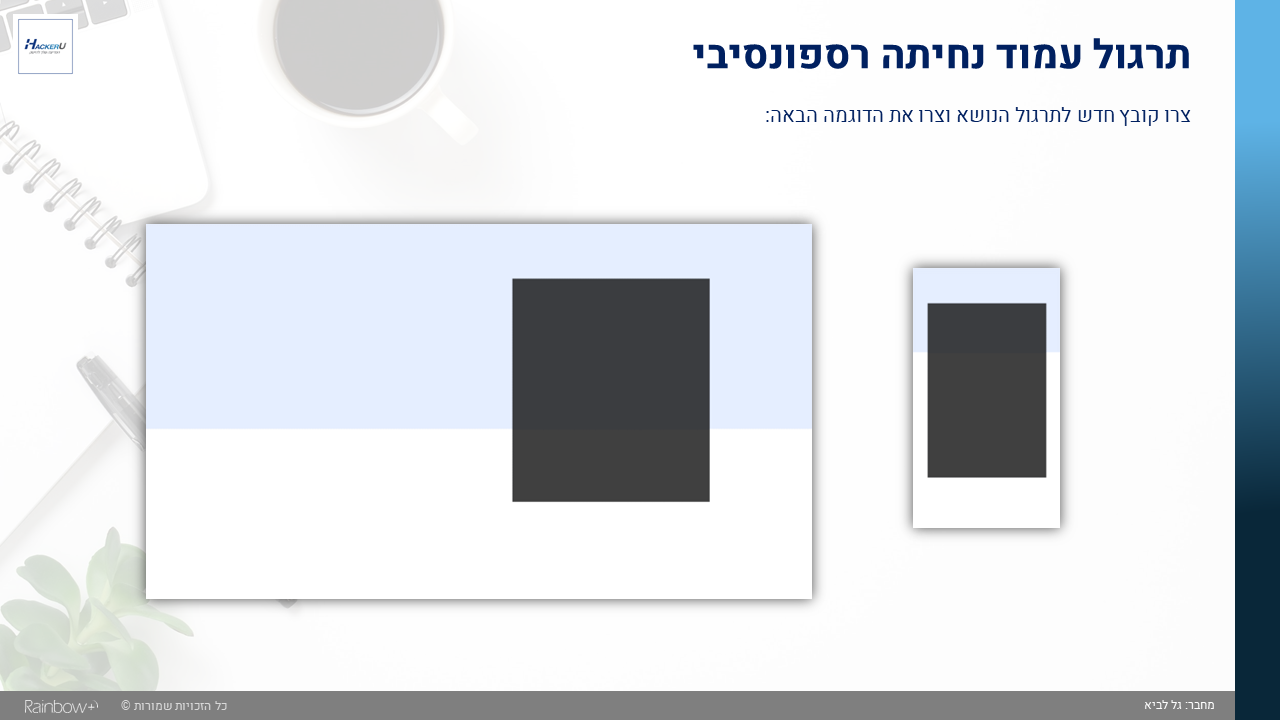 HACKERU
תרגול עמוד נחיתה רספונסיבי
צרו קובץ חדש לתרגול הנושא וצרו את הדוגמה הבאה:
מחבר: גל לביא
כל הזכויות שמורות ©
Rainbow+